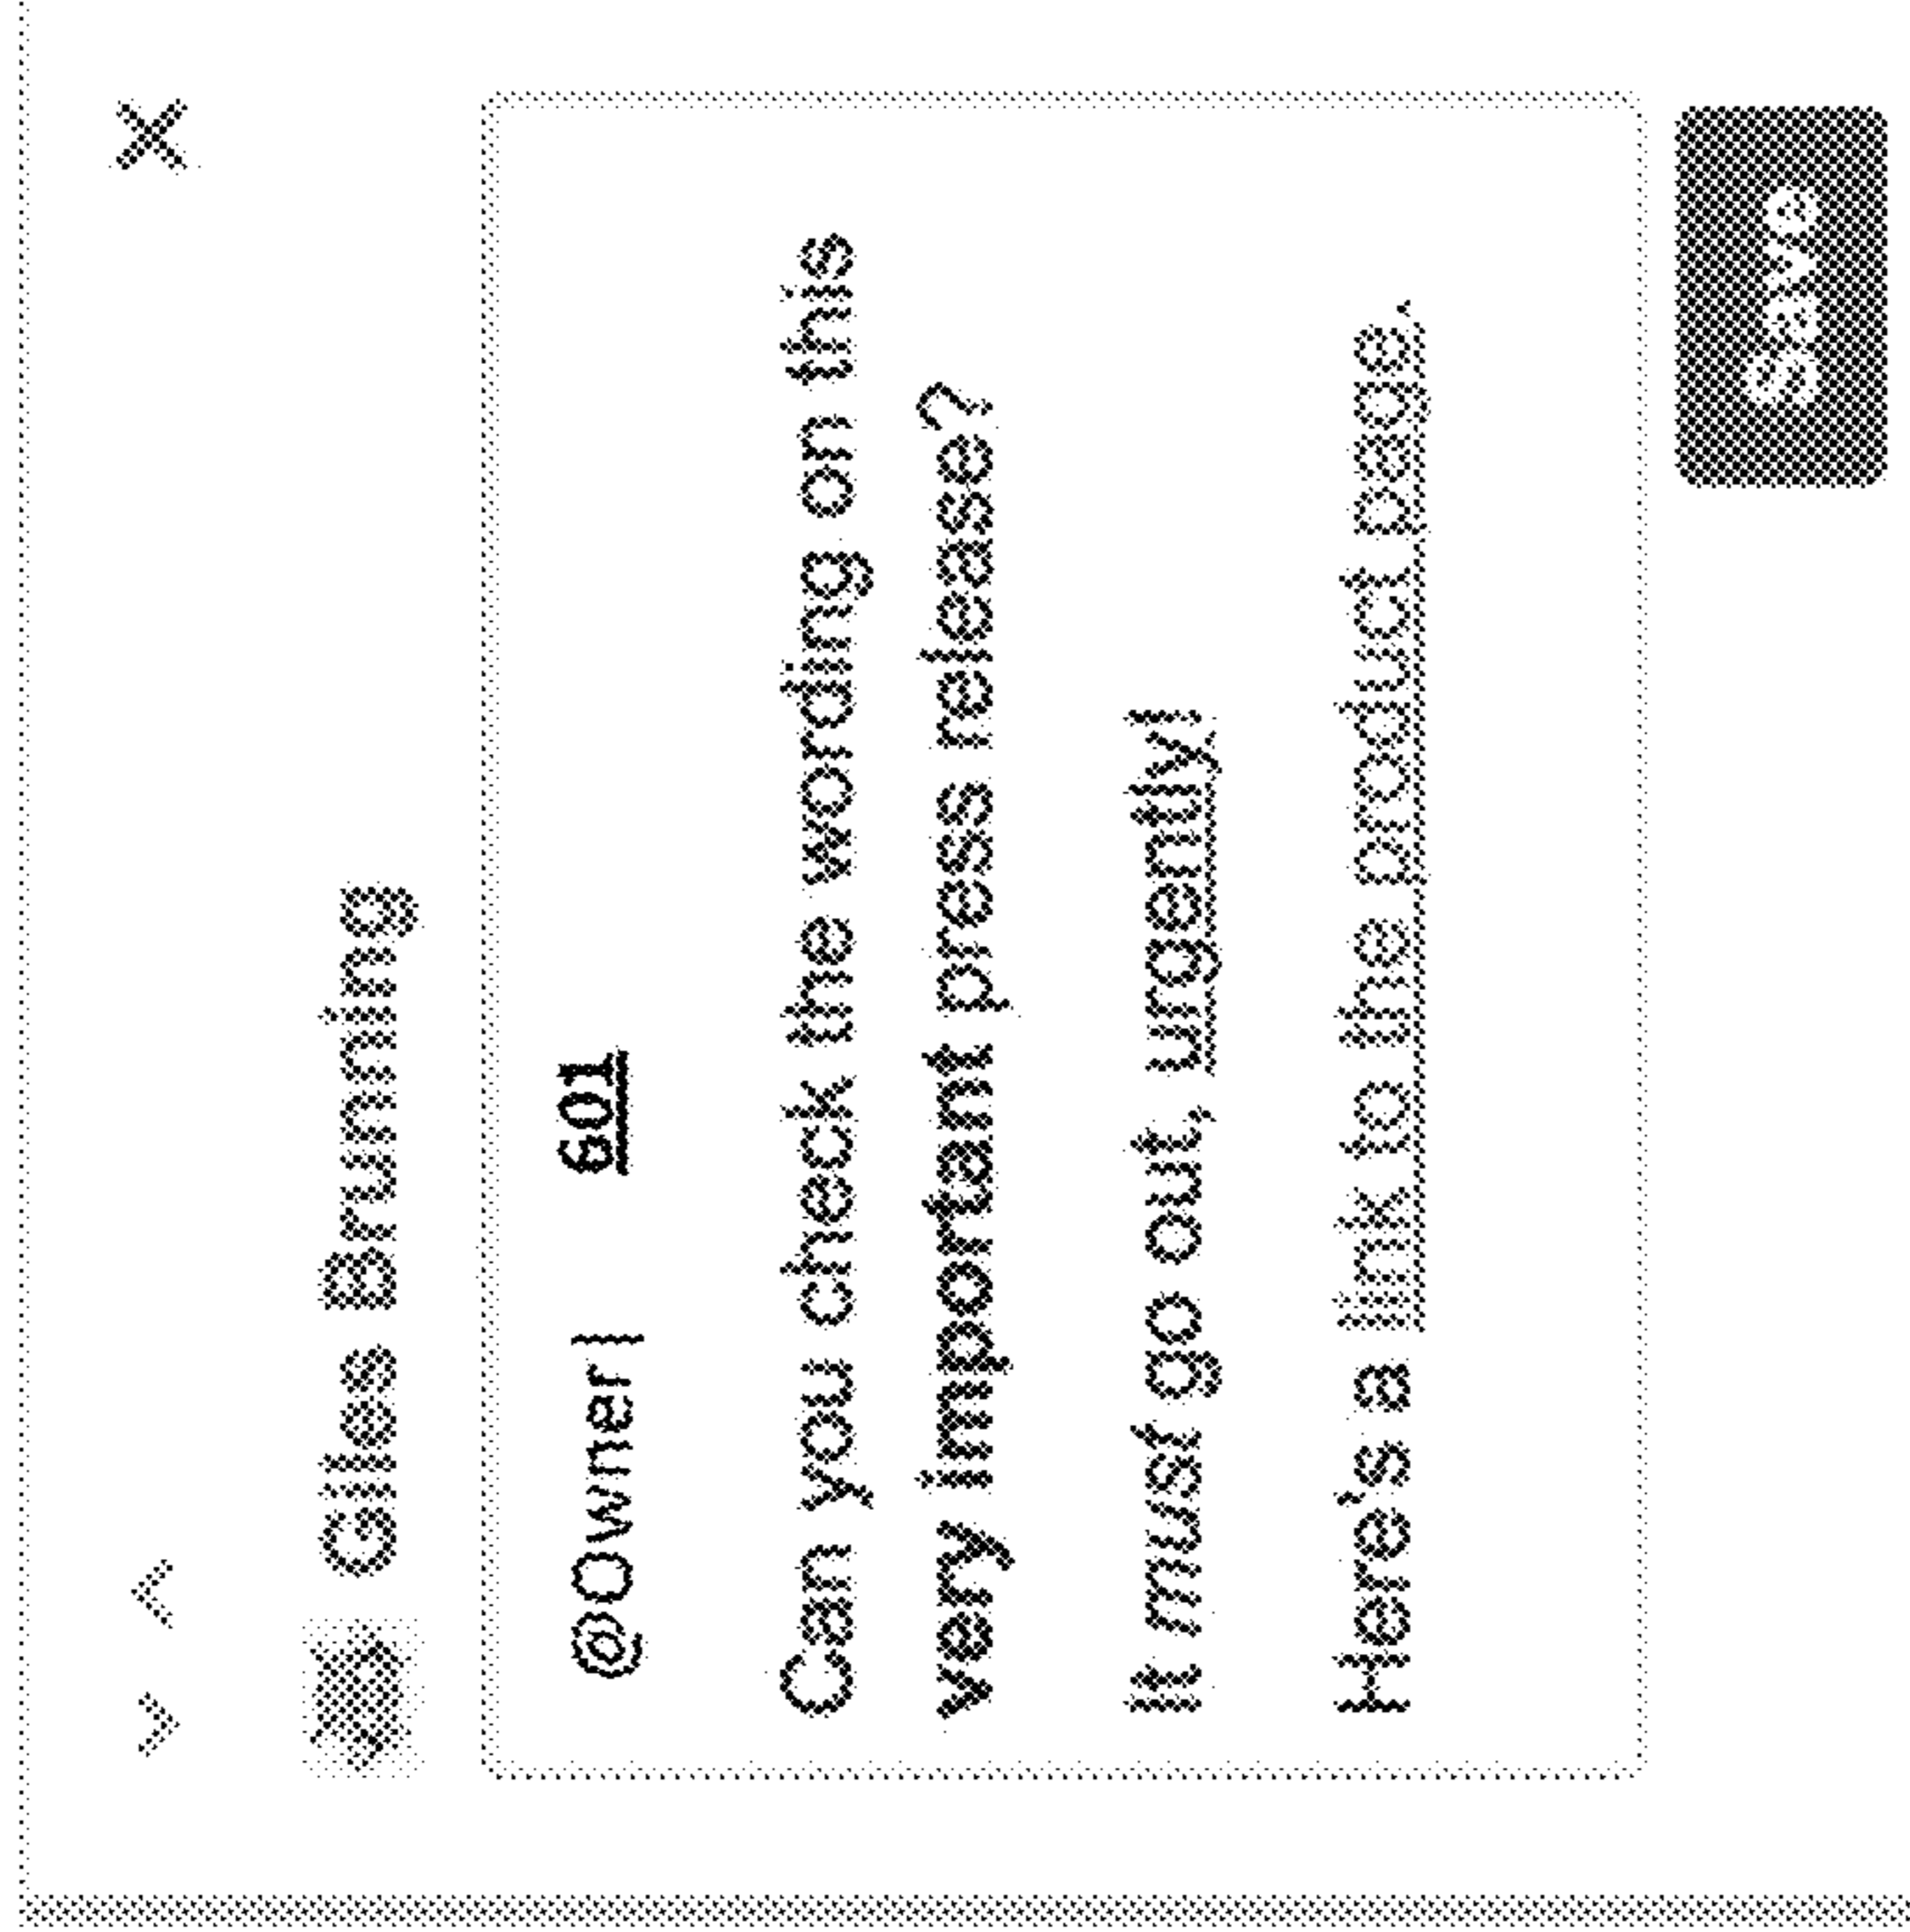 Giles Brunning
@Owner|
601
Can you check the wording on this
very important press release?
It must go out, urgently!
Here's a link to the product page.
Save